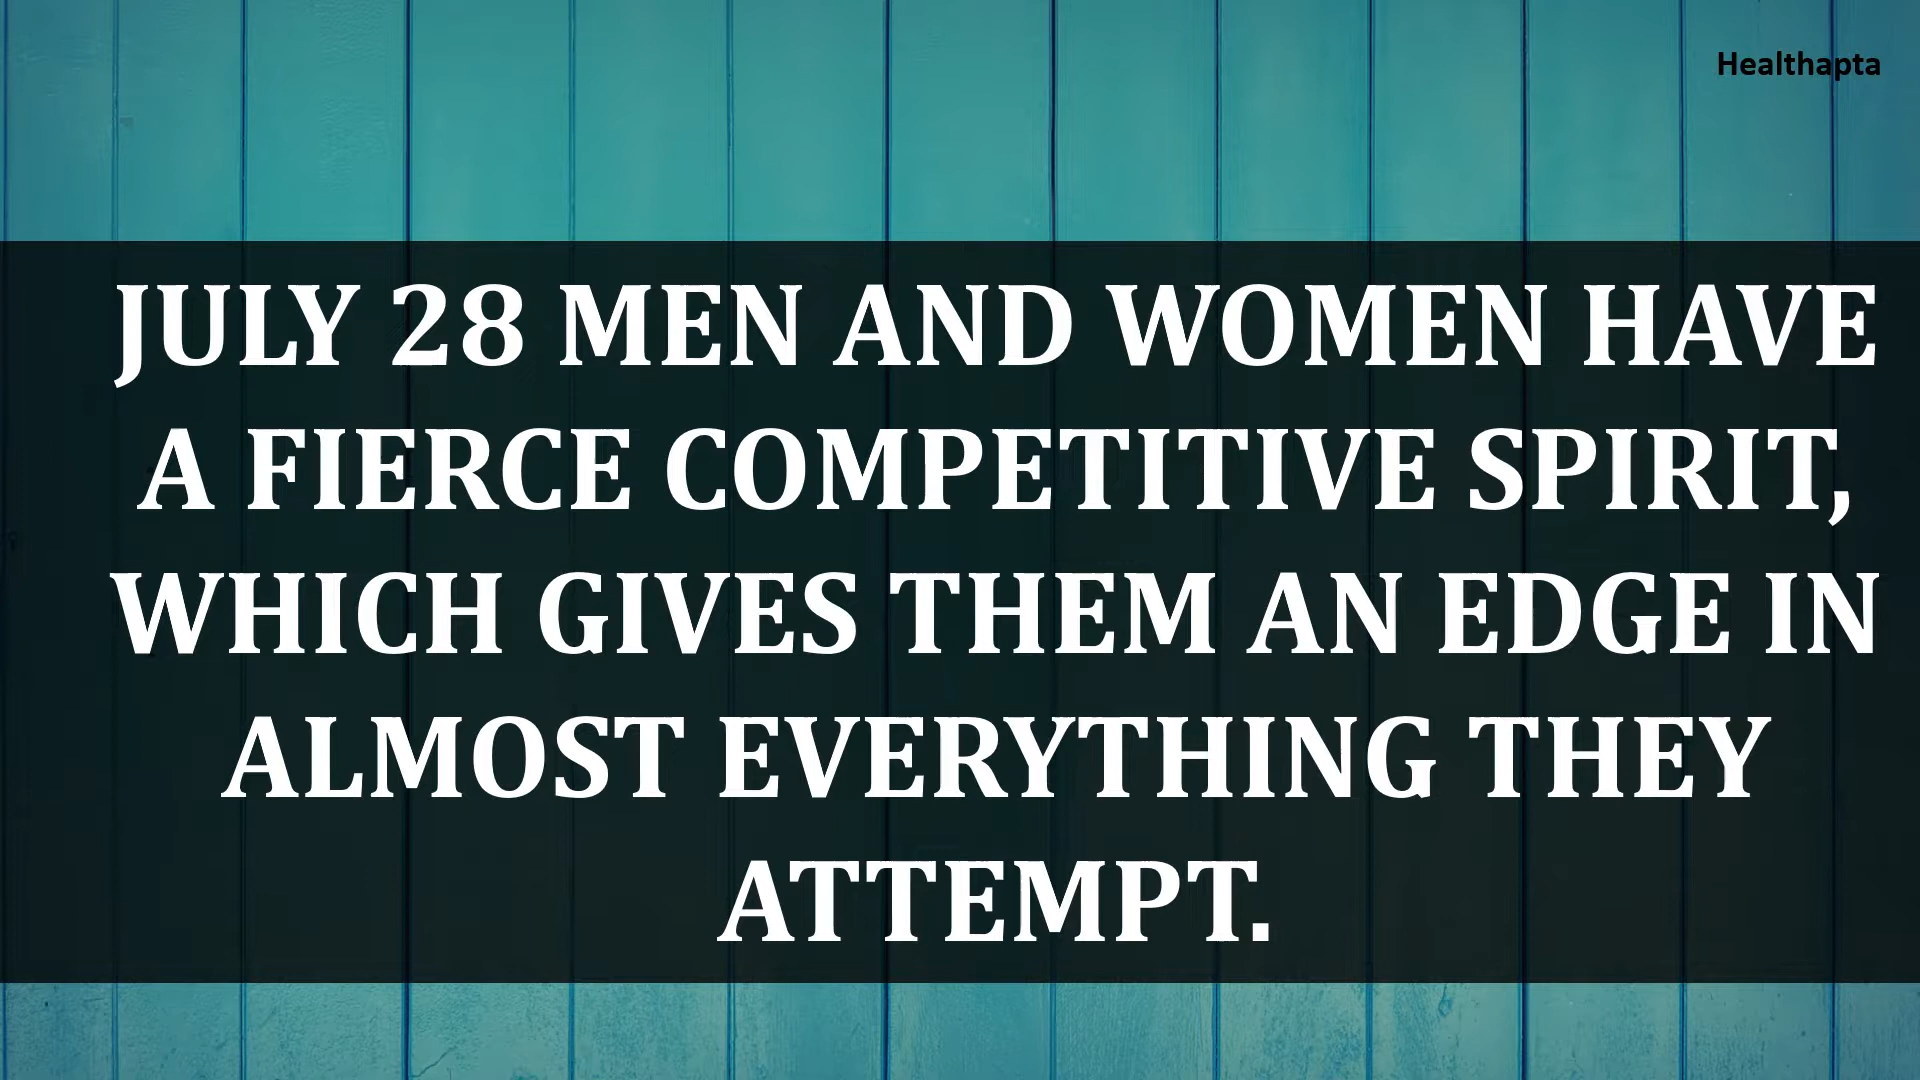 Healthapta
JULY 28 MEN AND WOMEN HAVE
A FIERCE COMPETITIVE SPIRIT,
WHICH GIVES THEM AN EDGE IN
ALMOST EVERYTHING THEY
ATTEMPT.